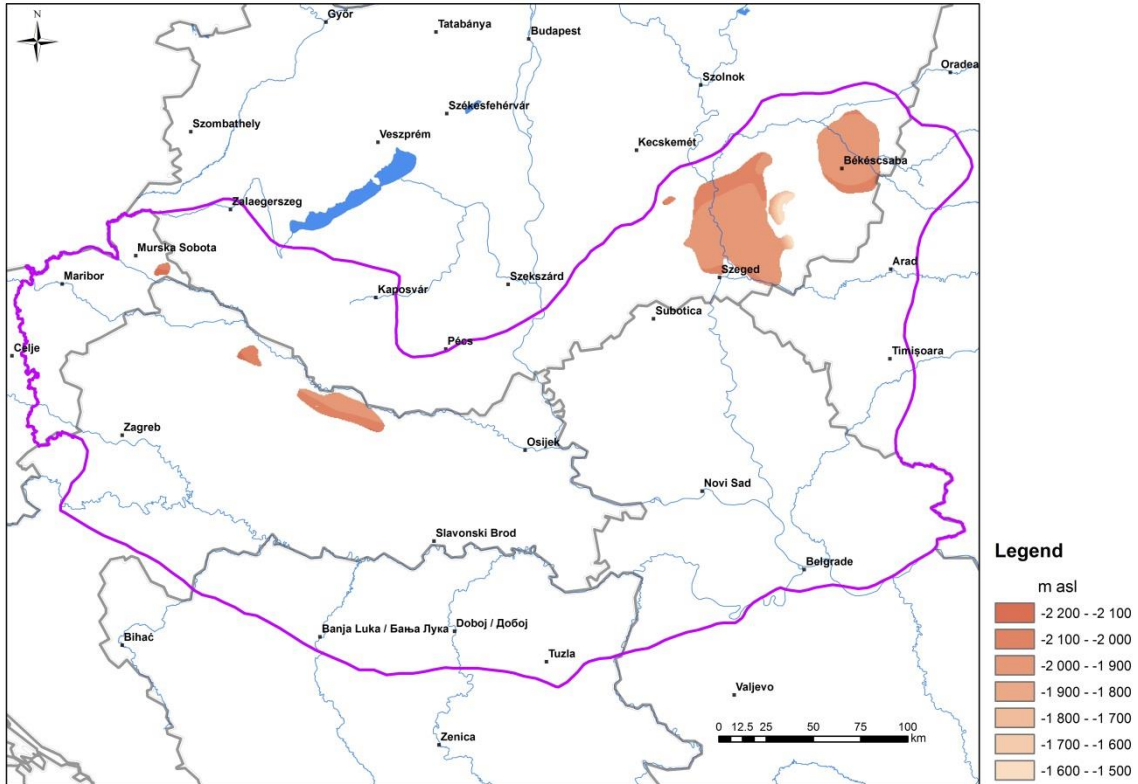 N
Győr
Tatabánya
Budapest
Oradea
Szolnok
Székesfehérvár
Szombathely
Veszprém
Kecskemét
Békéscsaba
Zalaegerszeg
Murska Sobota
Maribor
Szekszárd
Szeged
Arad
Kaposvár
Subotica
Celje
Pécs
Timișoara
Zagreb
Osijek
Novi Sad
Slavonski Brod
Belgrade
Banja Luka / Бања Лука
Doboj / Добој
Bihać
Tuzla
Valjevo
Zenica
0 12.5 25 50 75 100
km
Legend
m asl
-2 200 - -2 100
-2 100 - -2 000
-2 000 - -1 900
-1 900 - -1 800
-1 800 - -1 700
-1 700 - -1 600
-1 600 - -1 500